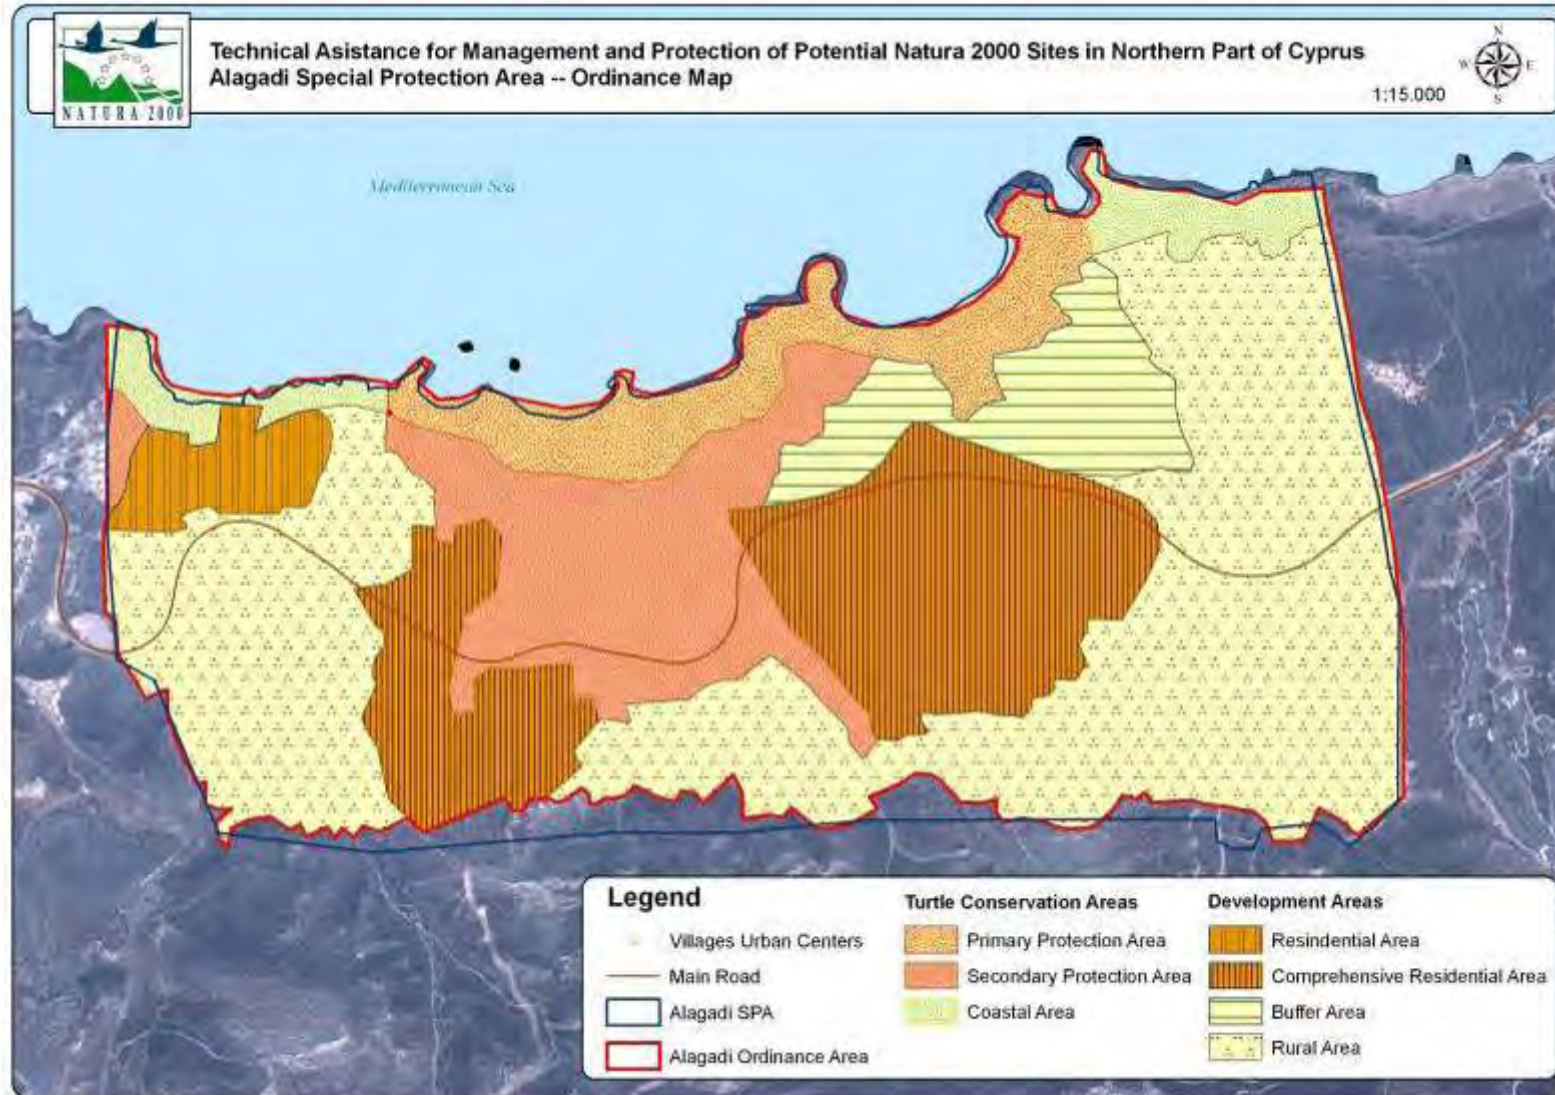 Technical Asistance for Management and Protection of Potential Natura 2000 Sites in Northern Part of Cyprus
Alagadi Special Protection Area -- Ordinance Map
NATURA 2000
1:15.000
N
W
E
S
Mediterranean Sea
Legend
Villages Urban Centers
Main Road
Alagadi SPA
Alagadi Ordinance Area
Turtle Conservation Areas
Primary Protection Area
Secondary Protection Area
Coastal Area
Development Areas
Resindential Area
Comprehensive Residential Area
Buffer Area
Rural Area